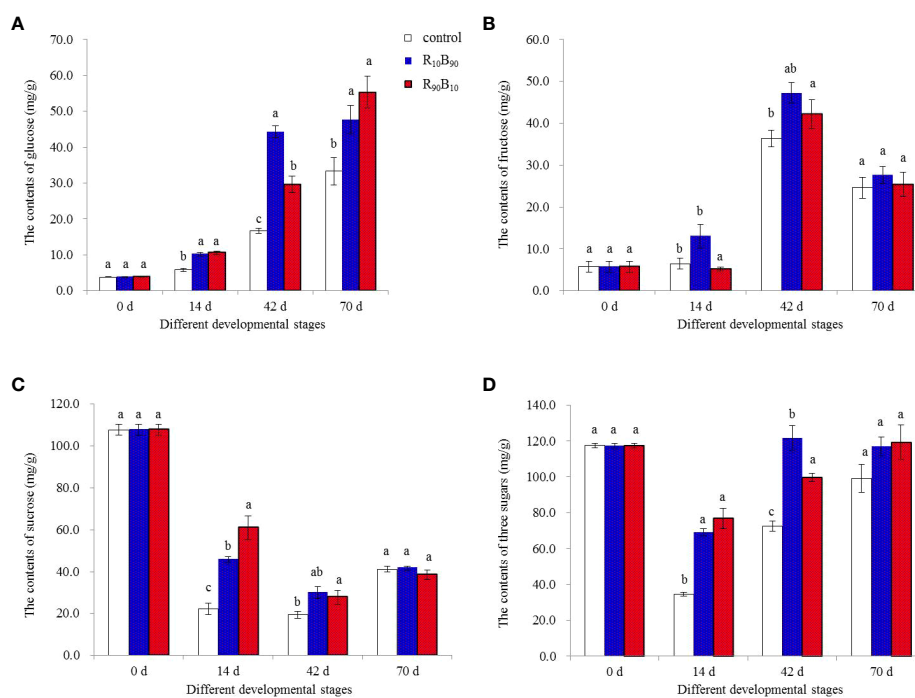 A
The contents of glucose (mg/g)
70.0
60.0
50.0
40.0
30.0
20.0
10.0
0.0
a a a
b a a
c a b
b a a
0 d 14 d 42 d 70 d
Different developmental stages
control
R₁₀B₉₀
R₉₀B₁₀
B
The contents of fructose (mg/g)
60.0
50.0
40.0
30.0
20.0
10.0
0.0
a a a
b b a
b ab a
a a a
0 d 14 d 42 d 70 d
Different developmental stages
C
The contents of sucrose (mg/g)
120.0
100.0
80.0
60.0
40.0
20.0
0.0
a a a
c b a
b ab a
a a a
0 d 14 d 42 d 70 d
Different developmental stages
D
The contents of three sugars (mg/g)
140.0
120.0
100.0
80.0
60.0
40.0
20.0
0.0
a a a
b a a
c b a
a a a
0 d 14 d 42 d 70 d
Different developmental stages